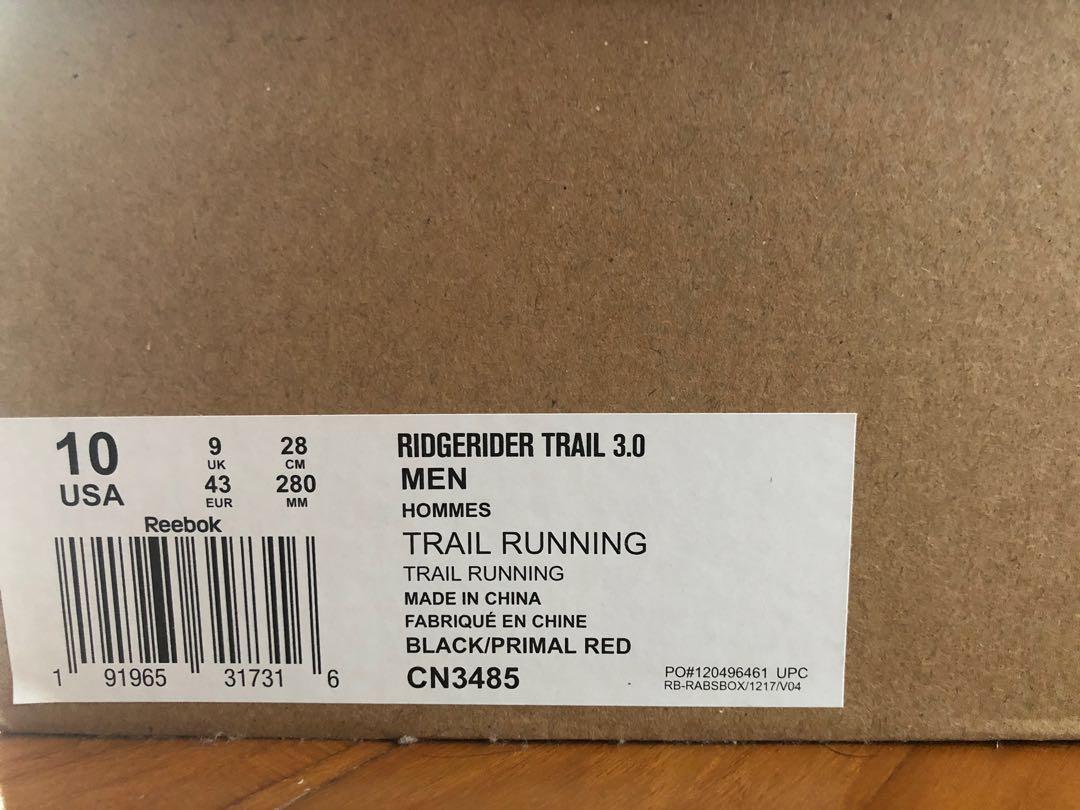 10
USA
9
UK
43
EUR
28
CM
280
MM
Reebok
1 91965 31731 6
RIDGERIDER TRAIL 3.0
MEN
HOMMES
TRAIL RUNNING
TRAIL RUNNING
MADE IN CHINA
FABRIQUÉ EN CHINE
BLACK/PRIMAL RED
CN3485
PO#120496461 UPC
RB-RABSBOX/1217/V04